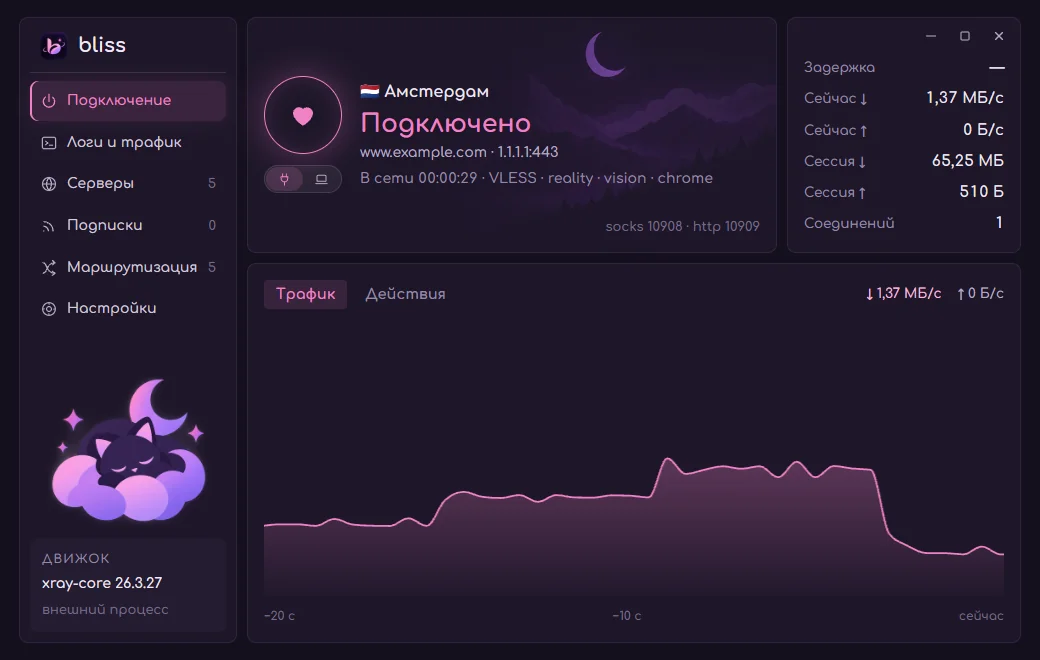 bliss
Подключение
Логи и трафик
Серверы 5
Подписки 0
Маршрутизация 5
Настройки
ДВИЖОК
xray-core 26.3.27
внешний процесс
Амстердам
Подключено
www.example.com · 1.1.1.1:443
В сети 00:00:29 · VLESS · reality · vision · chrome
socks 10908 · http 10909
Задержка —
Сейчас ↓ 1,37 МБ/с
Сейчас ↑ 0 Б/с
Сессия ↓ 65,25 МБ
Сессия ↑ 510 Б
Соединений 1
Трафик Действия ↓ 1,37 МБ/с ↑ 0 Б/с
−20 с −10 с сейчас